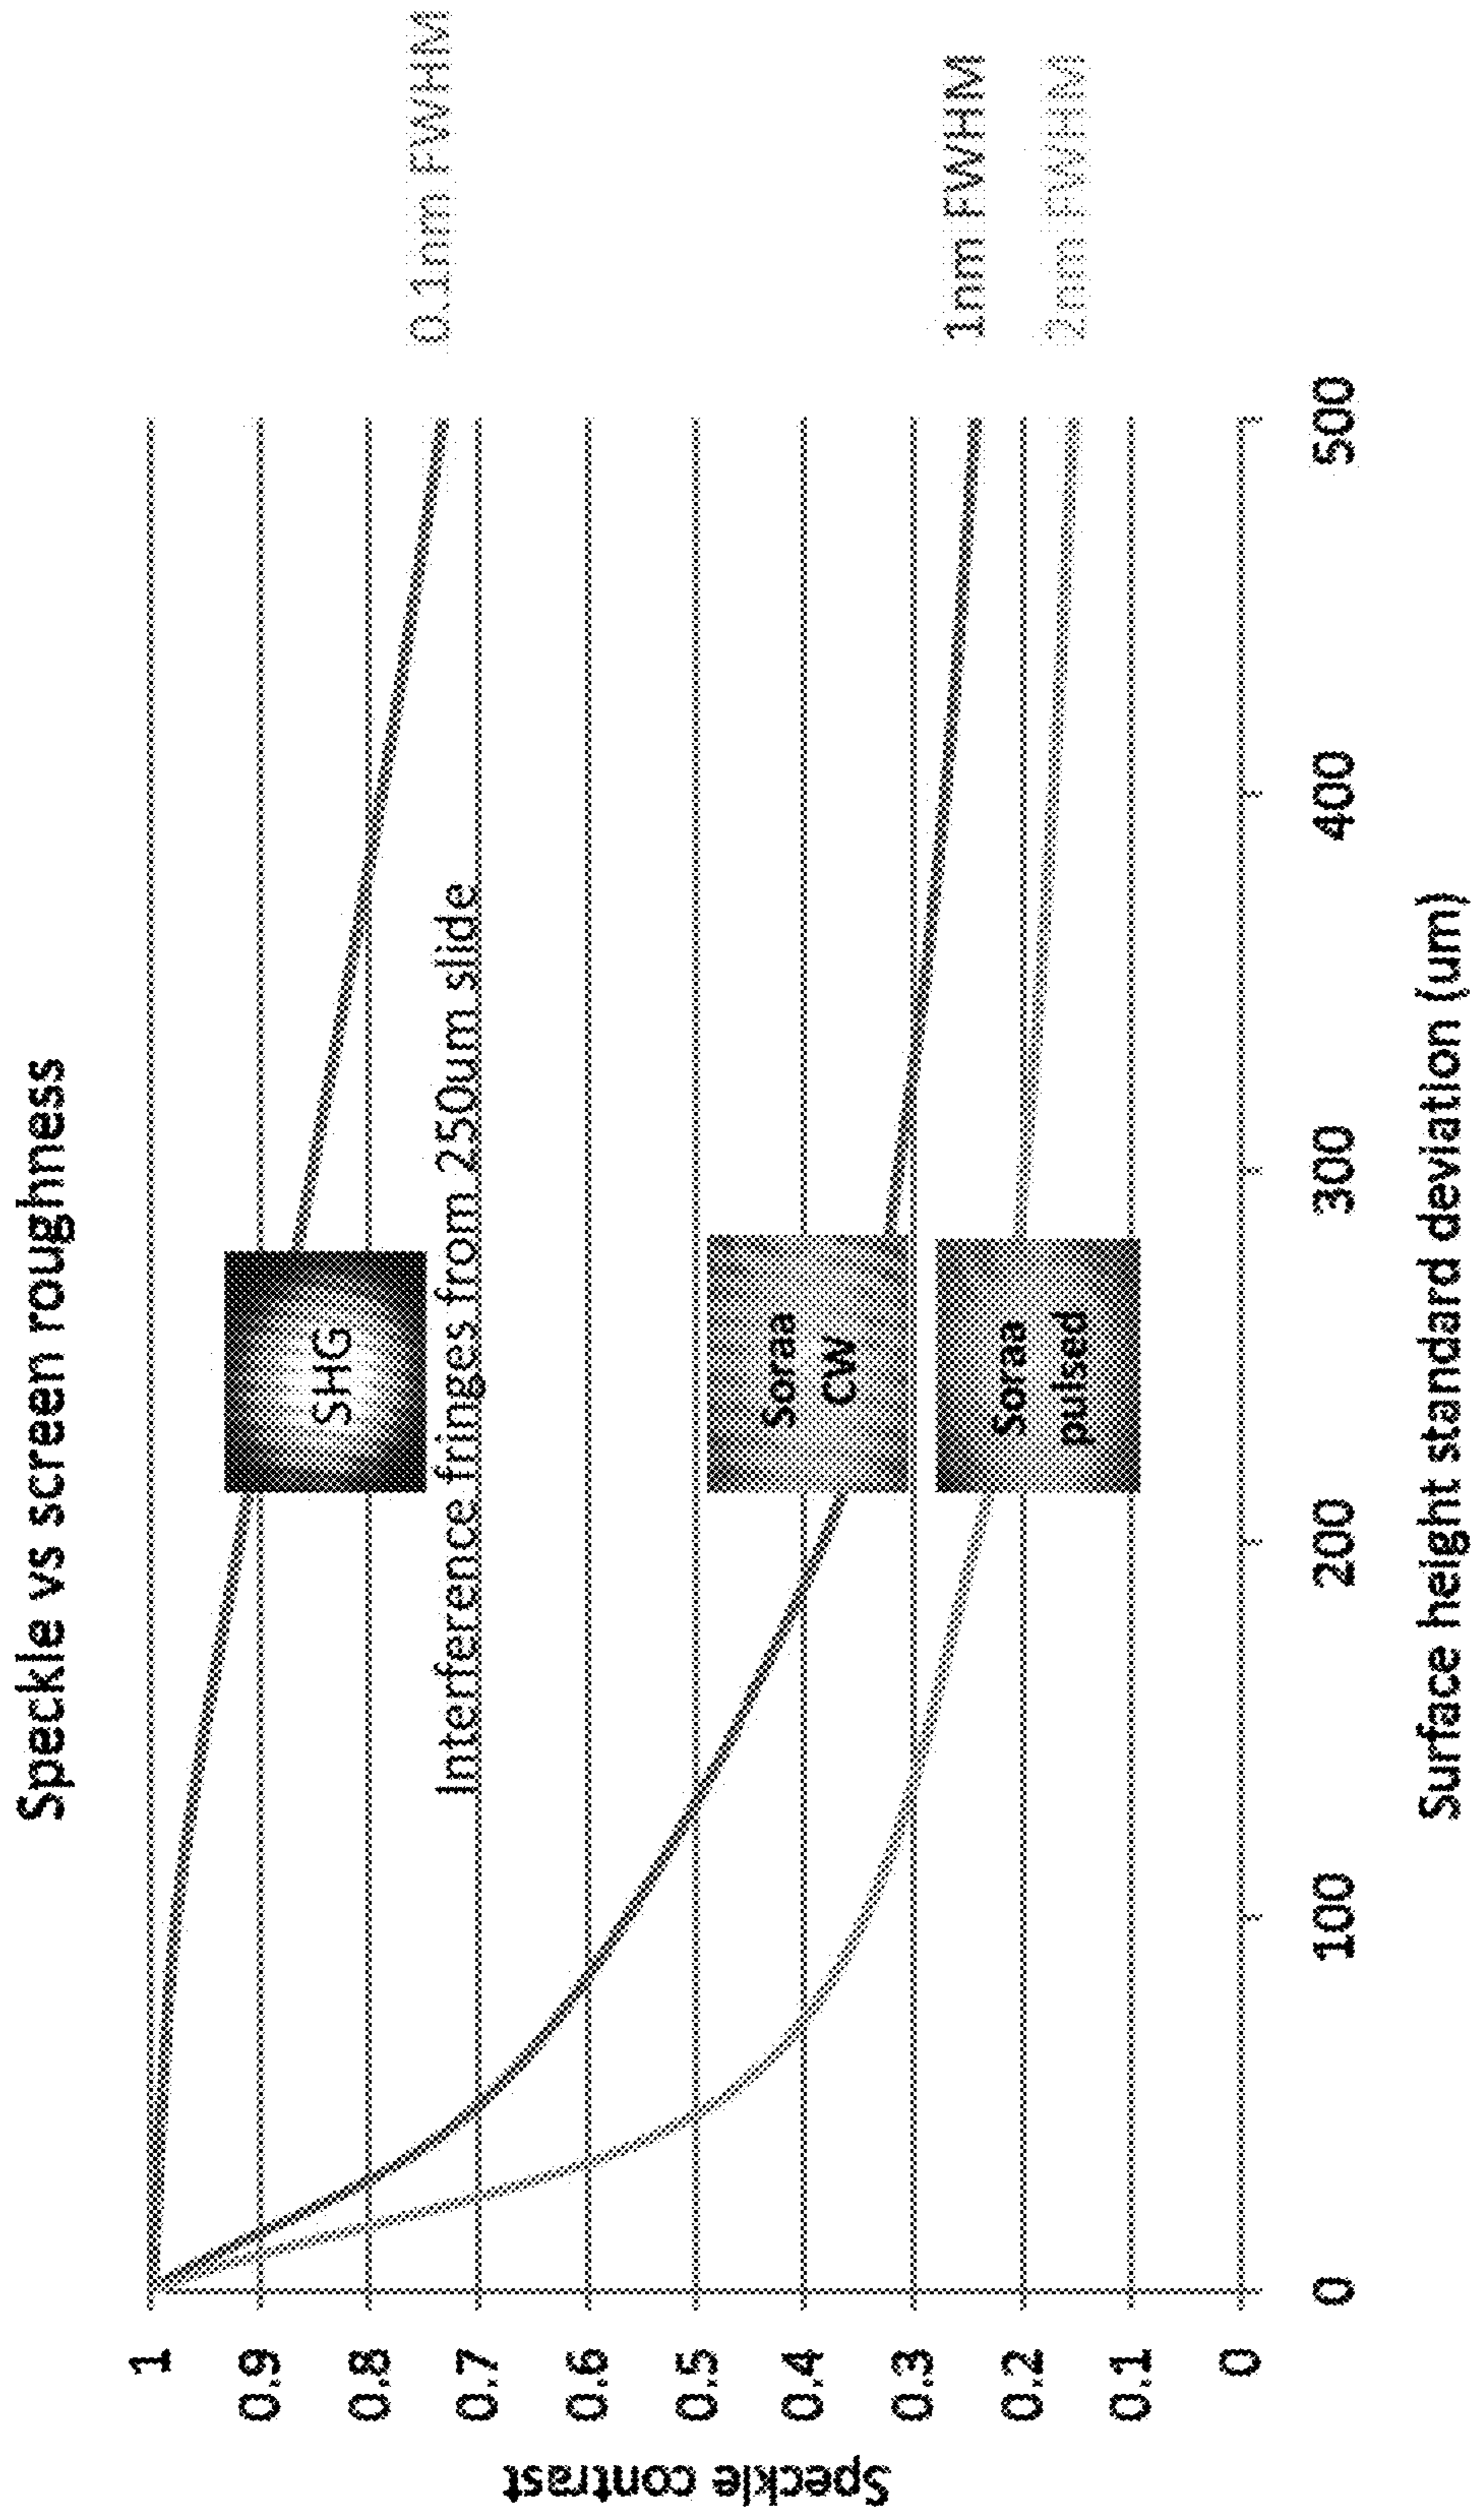 Speckle vs screen roughness
Speckle contrast
1
0.9
0.8
0.7
0.6
0.5
0.4
0.3
0.2
0.1
0
SHG
Interference fringes from 250um slide
Soraa
CW
Soraa
pulsed
0.1nm FWHM
1nm FWHM
2nm FWHM
0
100
200
300
400
500
Surface height standard deviation (um)